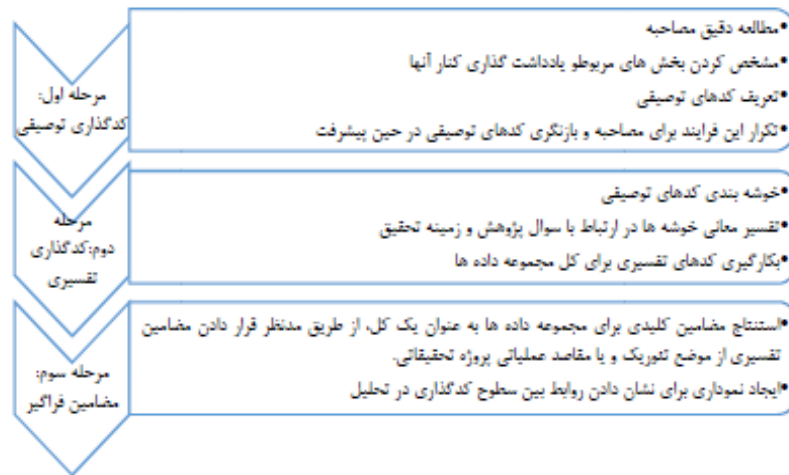 مرحله اول:
کدگذاری توصیفی
•مطالعه دقیق مصاحبه
•مشخص کردن بخش های مربوطو یادداشت گذاری کنار آنها
•تعریف کدهای توصیفی
•تکرار این فرایند برای مصاحبه و بازنگری کدهای توصیفی در حین پیشرفت
مرحله
دوم:کدگذاری
تفسیری
•خوشه بندی کدهای توصیفی
•تفسیر معانی خوشه ها در ارتباط با سوال پژوهش و زمینه تحقیق
•بکارگیری کدهای تفسیری برای کل مجموعه داده ها
مرحله سوم:
مضامین فراگیر
•استنتاج مضامین کلیدی برای مجموعه داده ها به عنوان یک کل، از طریق مدنظر قرار دادن مضامین
تفسیری از موضع تئوریک و یا مقاصد عملیاتی پروژه تحقیقاتی.
•ایجاد نموداری برای نشان دادن روابط بین سطوح کدگذاری در تحلیل